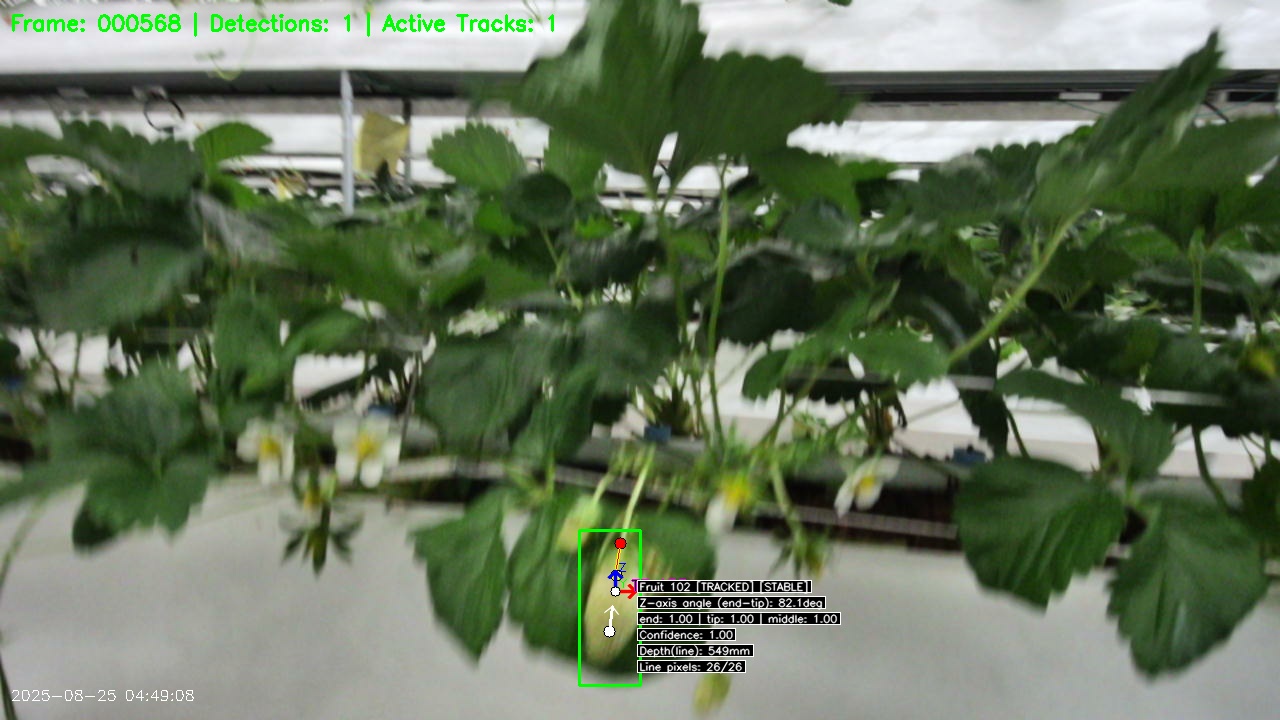 Frame: 000568 | Detections: 1 | Active Tracks: 1
Z
Fruit 102 [TRACKED] [STABLE]
Z-axis angle (end-tip): 82.1deg
end: 1.00 | tip: 1.00 | middle: 1.00
Confidence: 1.00
Depth(line): 549mm
Line pixels: 26/26
2025-08-25 04:49:08